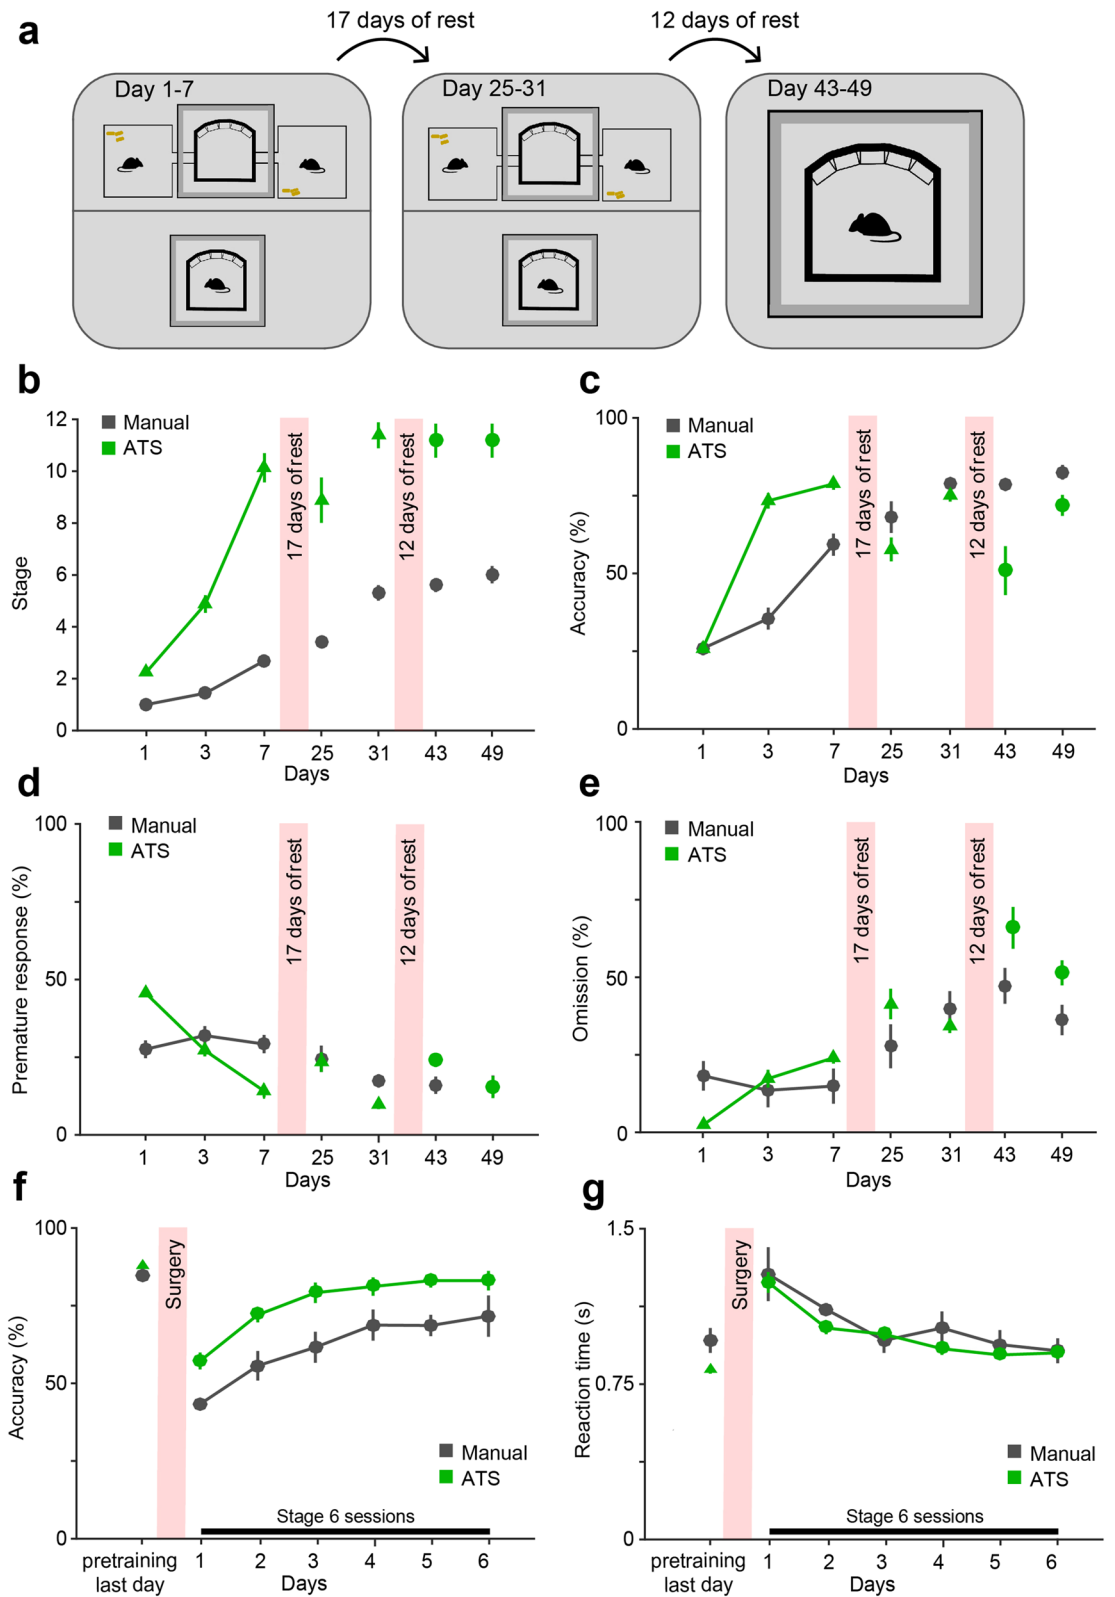 a
17 days of rest
12 days of rest
Day 1-7
Day 25-31
Day 43-49
b
Manual
ATS
Stage
12
10
8
6
4
2
0
17 days of rest
12 days of rest
1 3 7 25 31 43 49
Days
c
Manual
ATS
Accuracy (%)
100
50
0
17 days of rest
12 days of rest
1 3 7 25 31 43 49
Days
d
Manual
ATS
Premature response (%)
100
50
0
17 days of rest
12 days of rest
1 3 7 25 31 43 49
Days
e
Manual
ATS
Omission (%)
100
50
0
17 days of rest
12 days of rest
1 3 7 25 31 43 49
Days
f
Accuracy (%)
100
50
0
Surgery
Manual
ATS
Stage 6 sessions
pretraining 1 2 3 4 5 6
last day
Days
g
Reaction time (s)
1.5
0.75
0
Surgery
Manual
ATS
Stage 6 sessions
pretraining 1 2 3 4 5 6
last day
Days